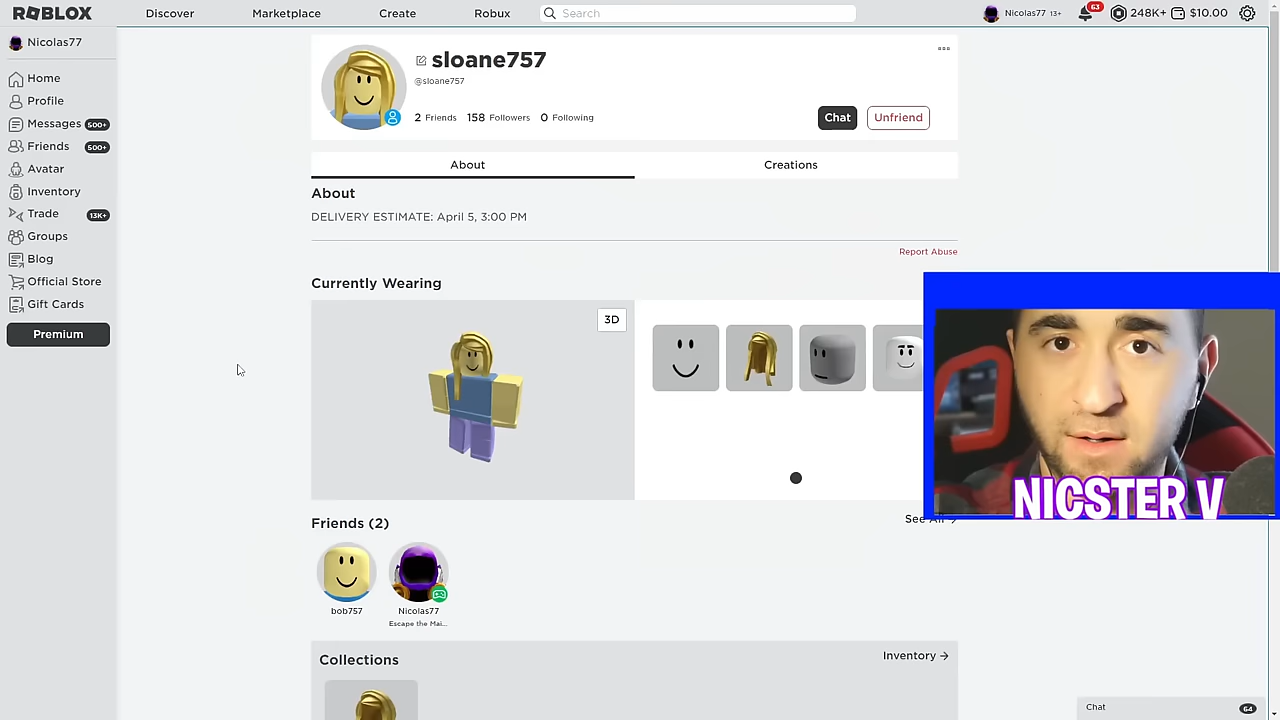 ROBLOX
Discover
Marketplace
Create
Robux
Search
Nicolas77 13+
63
248K+
$10.00
Nicolas77
Home
Profile
Messages 500+
Friends 500+
Avatar
Inventory
Trade 13K+
Groups
Blog
Official Store
Gift Cards
Premium
sloane757
@sloane757
2 Friends 158 Followers 0 Following
Chat
Unfriend
About
Creations
About
DELIVERY ESTIMATE: April 5, 3:00 PM
Report Abuse
Currently Wearing
3D
NICSTER V
Friends (2)
See All
bob757
Nicolas77
Escape the Mai...
Collections
Inventory
Chat
64